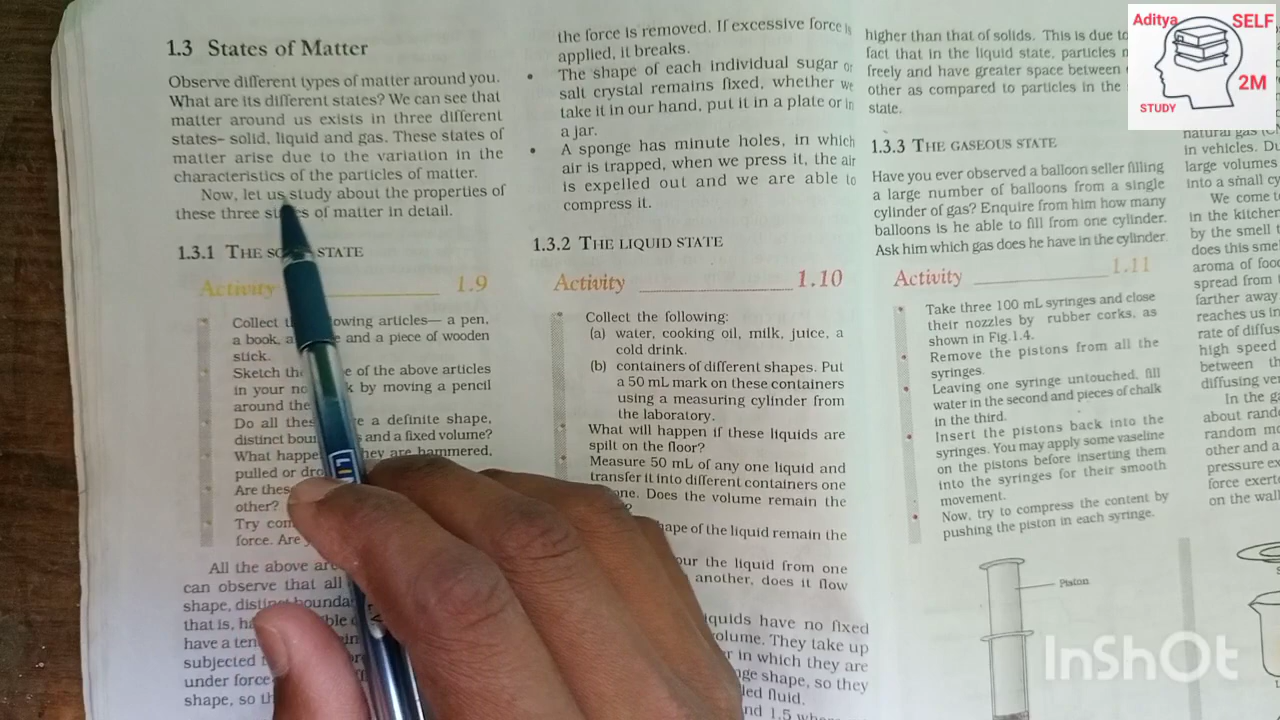 1.3 States of Matter
Observe different types of matter around you.
What are its different states? We can see that
matter around us exists in three different
states– solid, liquid and gas. These states of
matter arise due to the variation in the
characteristics of the particles of matter.
Now, let us study about the properties of
these three of matter in detail.
1.3.1 THE STATE
Activity 1.9
Collect articles— a pen,
a book, and a piece of wooden
stick.
Sketch of the above articles
in your by moving a pencil
around the
Do all a definite shape,
distinct and a fixed volume?
What they are hammered,
pulled or
Are
other?
Try
force. Are
All the above
can observe that all
shape, distinct
that is,
have a
subjected
under force
shape, so
the force is removed. If excessive force is
applied, it breaks.
• The shape of each individual sugar or
salt crystal remains fixed, whether we
take it in our hand, put it in a plate or in
a jar.
• A sponge has minute holes, in which
air is trapped, when we press it, the air
is expelled out and we are able to
compress it.
1.3.2 THE LIQUID STATE
Activity 1.10
• Collect the following:
(a) water, cooking oil, milk, juice, a
cold drink.
(b) containers of different shapes. Put
a 50 mL mark on these containers
using a measuring cylinder from
the laboratory.
• What will happen if these liquids are
spilt on the floor?
• Measure 50 mL of any one liquid and
transfer it into different containers one
one. Does the volume remain the
?
of the liquid remain the
the liquid from one
another, does it flow
have no fixed
They take up
in which they are
shape, so they
fluid.
1.5
higher than that of solids. This is due to
fact that in the liquid state, particles
freely and have greater space between
other as compared to particles in the
state.
1.3.3 THE GASEOUS STATE
Have you ever observed a balloon seller filling
a large number of balloons from a single
cylinder of gas? Enquire from him how many
balloons is he able to fill from one cylinder.
Ask him which gas does he have in the cylinder.
Activity 1.11
• Take three 100 mL syringes and close
their nozzles by rubber corks, as
shown in Fig.1.4.
• Remove the pistons from all the
syringes.
• Leaving one syringe untouched, fill
water in the second and pieces of chalk
in the third.
• Insert the pistons back into the
syringes. You may apply some vaseline
on the pistons before inserting them
into the syringes for their smooth
movement.
• Now, try to compress the content by
pushing the piston in each syringe.
Piston
natural gas
in vehicles.
large volumes
into a small
We come
in the kitchen
by the smell
does this
aroma of
spread from
farther away
reaches us
rate of
high speed
between
diffusing
In the
about
random
other and
pressure
force
on the
Aditya
SELF
2M
STUDY
InShOt